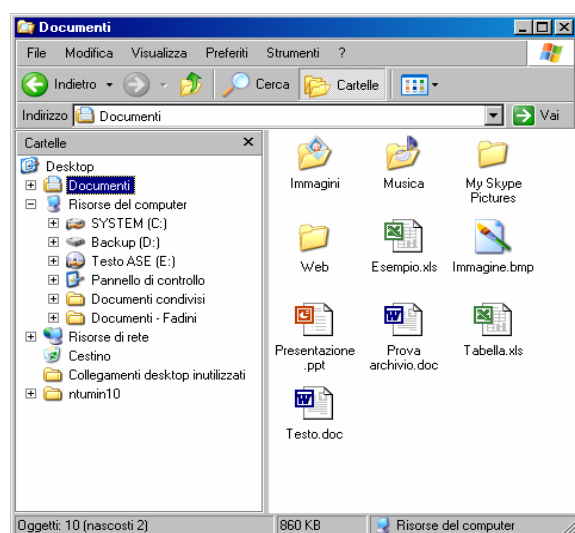 Documenti
File Modifica Visualizza Preferiti Strumenti ?
Indietro Cerca Cartelle
Indirizzo Documenti Vai
Cartelle
Desktop
Documenti
Risorse del computer
SYSTEM (C:)
Backup (D:)
Testo ASE (E:)
Pannello di controllo
Documenti condivisi
Documenti - Fadini
Risorse di rete
Cestino
Collegamenti desktop inutilizzati
ntumin10
Immagini Musica My Skype
Pictures
Web Esempio.xls Immagine.bmp
Presentazione Prova Tabella.xls
.ppt archivio.doc
Testo.doc
Oggetti: 10 (nascosti 2) 860 KB Risorse del computer